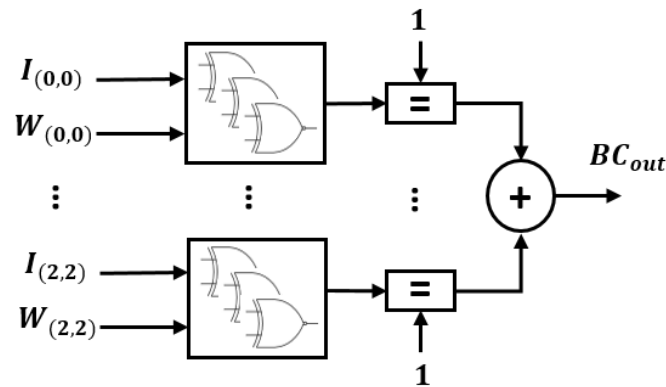 1
I(0,0)
W(0,0)
=
BCout
+
I(2,2)
W(2,2)
=
1